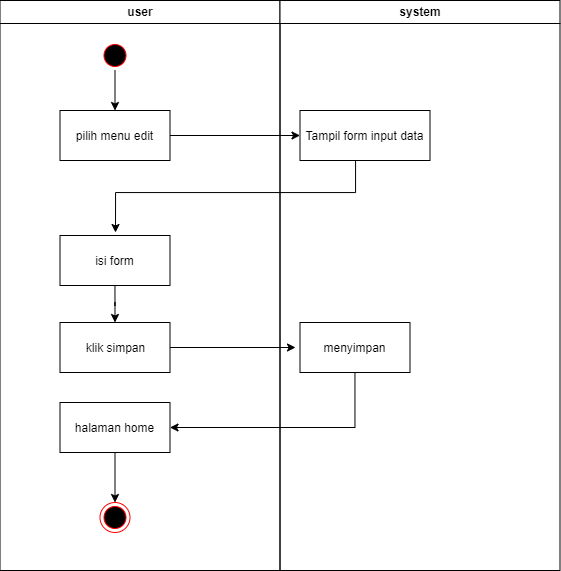 user
system
pilih menu edit
Tampil form input data
isi form
klik simpan
menyimpan
halaman home